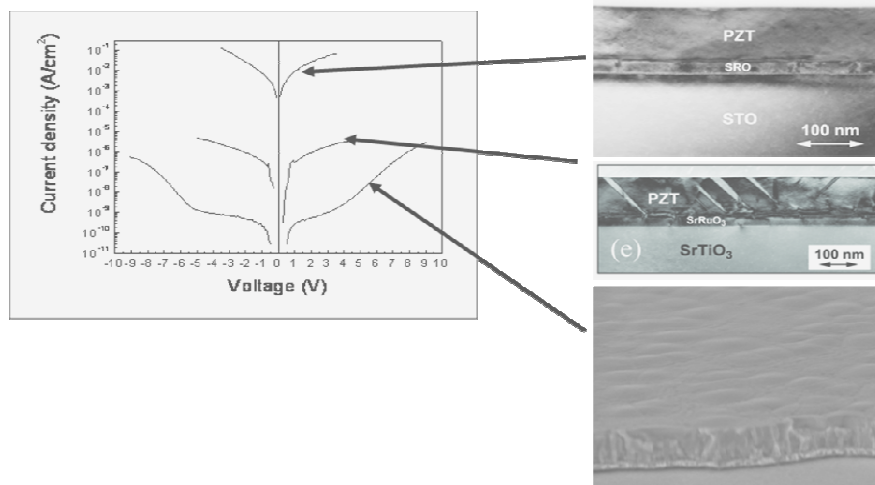 Current density (A/cm²)
10⁻¹
10⁻²
10⁻³
10⁻⁴
10⁻⁵
10⁻⁶
10⁻⁷
10⁻⁸
10⁻⁹
10⁻¹⁰
10⁻¹¹
-10 -9 -8 -7 -6 -5 -4 -3 -2 -1 0 1 2 3 4 5 6 7 8 9 10
Voltage (V)
PZT
SRO
STO
100 nm
PZT
SrRuO₃
(e)
SrTiO₃
100 nm